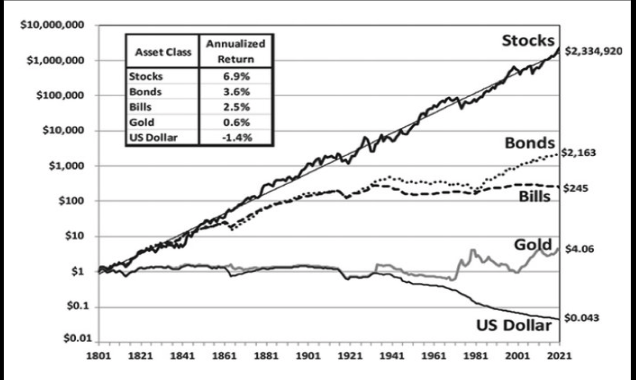 $10,000,000
$1,000,000
$100,000
$10,000
$1,000
$100
$10
$1
$0.1
$0.01
Asset Class Annualized Return
Stocks 6.9%
Bonds 3.6%
Bills 2.5%
Gold 0.6%
US Dollar -1.4%
Stocks
$2,334,920
Bonds
$2,163
Bills
$245
Gold
$4.06
US Dollar
$0.043
1801 1821 1841 1861 1881 1901 1921 1941 1961 1981 2001 2021